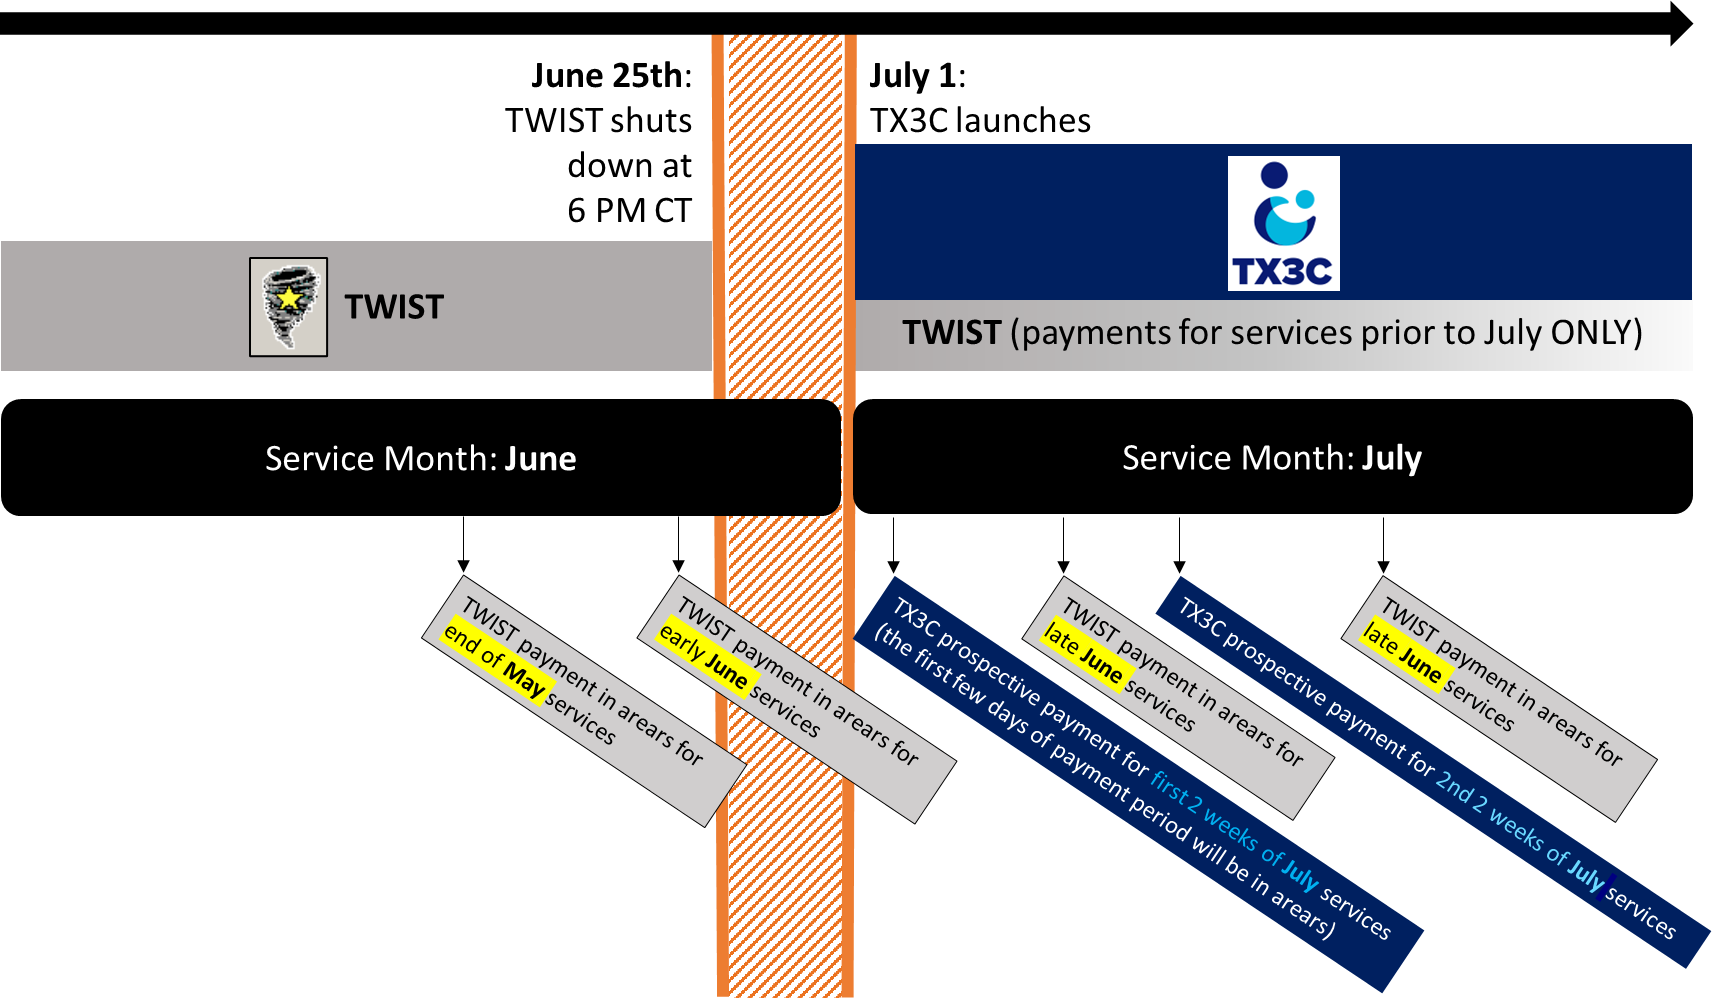 June 25th:
TWIST shuts
down at
6 PM CT
July 1:
TX3C launches
TWIST
TX3C
TWIST (payments for services prior to July ONLY)
Service Month: June
Service Month: July
TWIST payment in arears for
end of May services
TWIST payment in arears for
early June services
TX3C prospective payment for first 2 weeks of July services
(the first few days of payment period will be in arears)
TWIST payment in arears for
late June services
TX3C prospective payment for 2nd 2 weeks of July services
TWIST payment in arears for
late June services